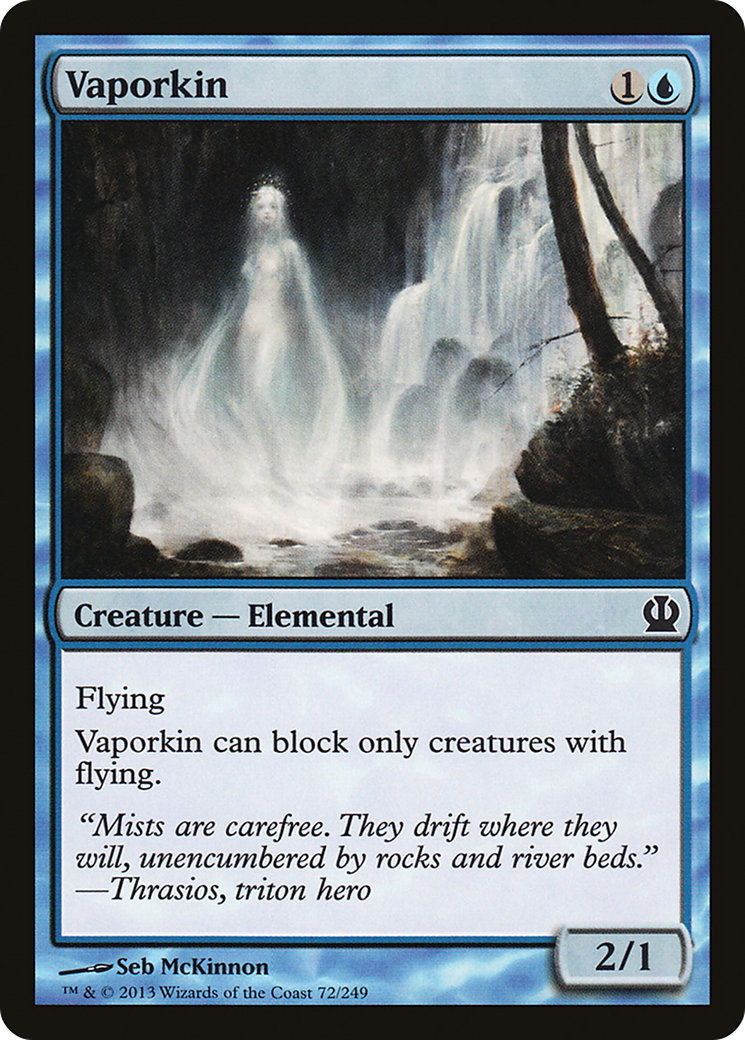 Vaporkin 1
Creature — Elemental
Flying
Vaporkin can block only creatures with
flying.
“Mists are carefree. They drift where they
will, unencumbered by rocks and river beds.”
—Thrasios, triton hero
2/1
Seb McKinnon
™ & © 2013 Wizards of the Coast 72/249